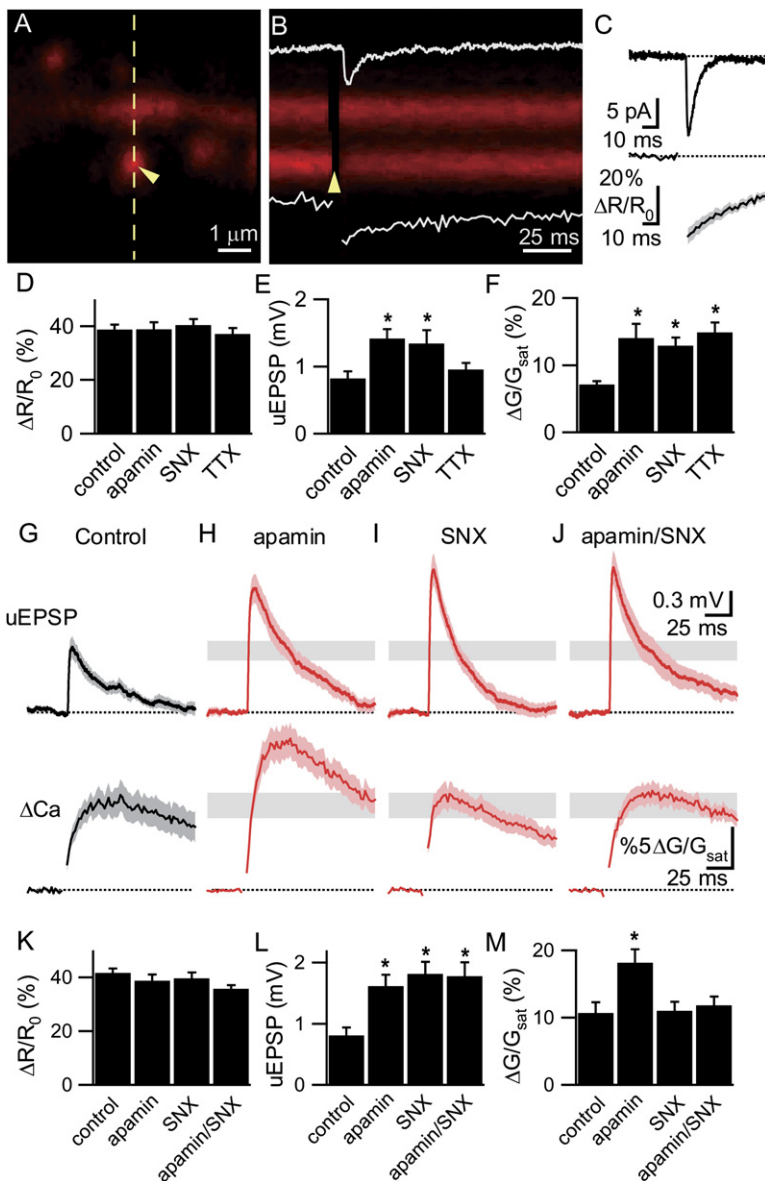 A
B
C
1 μm
25 ms
5 pA
10 ms
20%
ΔR/R0
10 ms
D
ΔR/R0 (%)
40
20
0
control
apamin
SNX
TTX
E
uEPSP (mV)
2
1
0
*
*
control
apamin
SNX
TTX
F
ΔG/Gsat (%)
20
10
0
*
*
*
control
apamin
SNX
TTX
G Control
H apamin
I SNX
J apamin/SNX
uEPSP
0.3 mV
25 ms
ΔCa
%5ΔG/Gsat
25 ms
K
ΔR/R0 (%)
40
20
0
control
apamin
SNX
apamin/SNX
L
uEPSP (mV)
2
1
0
*
*
*
control
apamin
SNX
apamin/SNX
M
ΔG/Gsat (%)
20
10
0
*
control
apamin
SNX
apamin/SNX